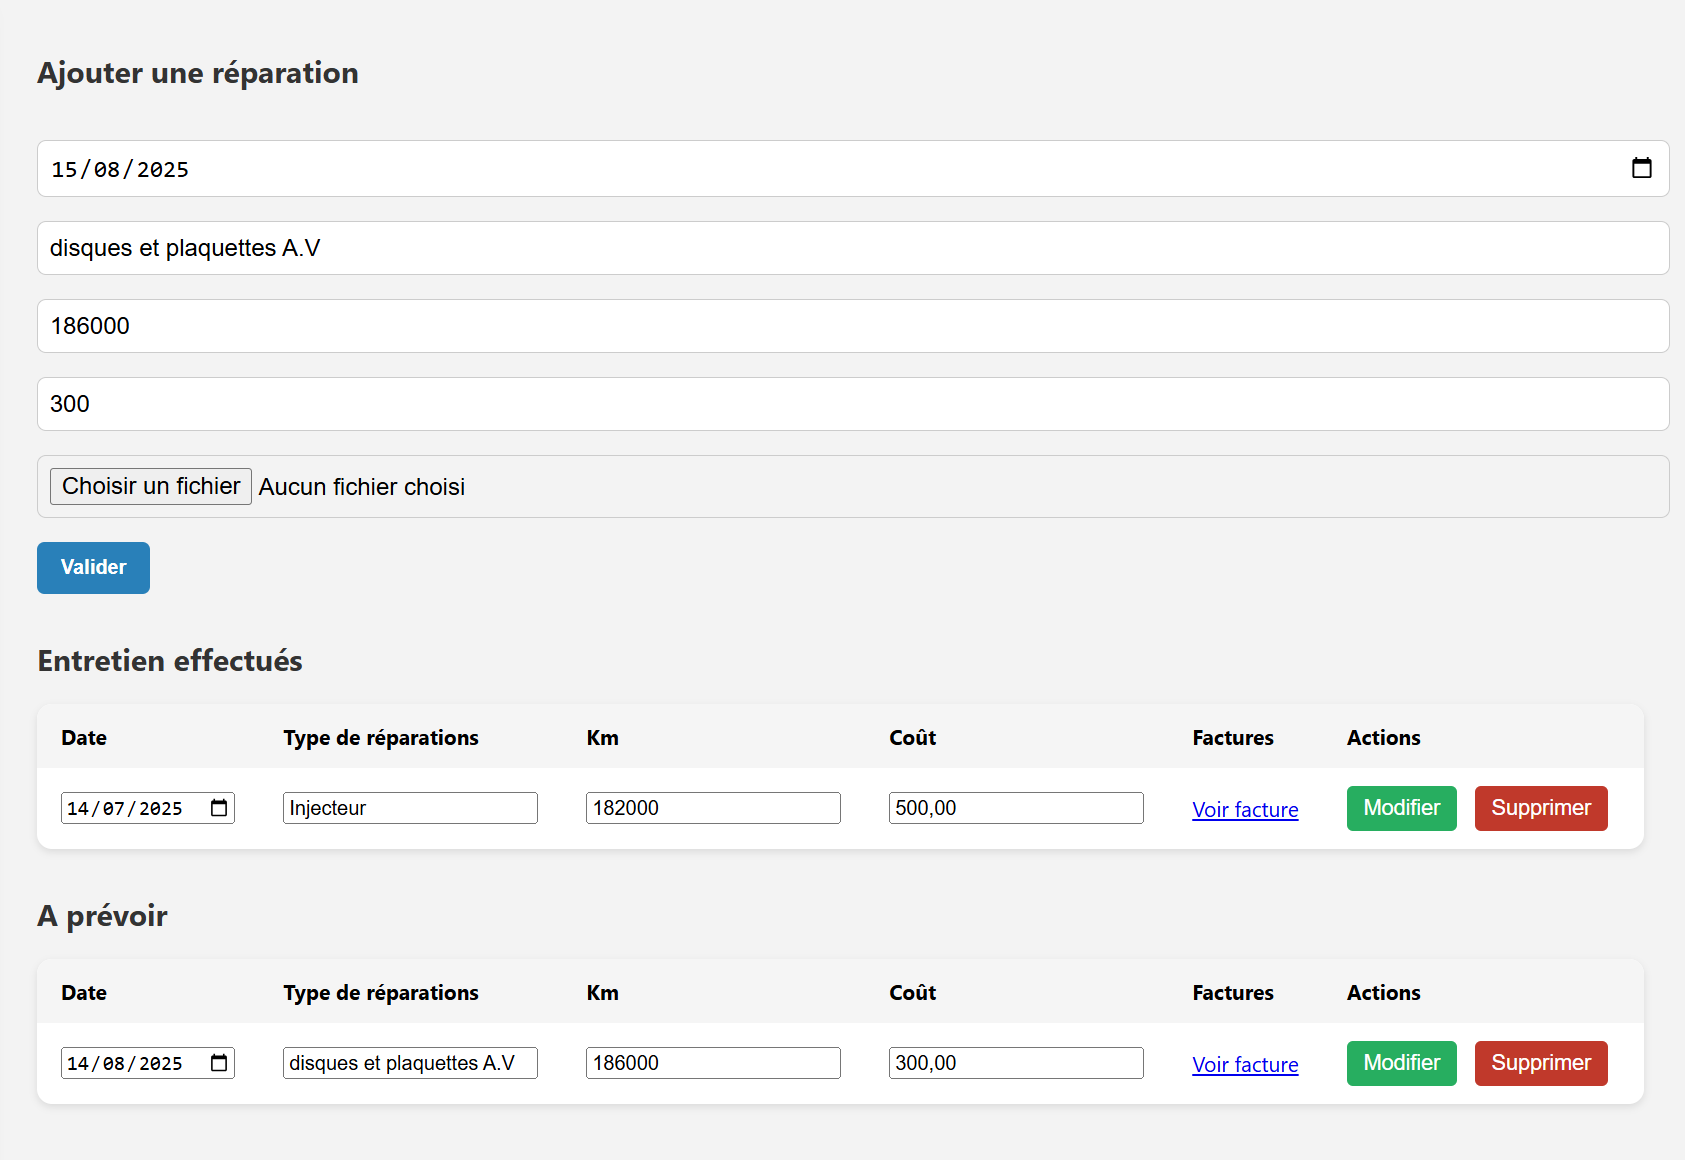 Ajouter une réparation
15/08/2025
disques et plaquettes A.V
186000
300
Choisir un fichier Aucun fichier choisi
Valider
Entretien effectués
Date Type de réparations Km Coût Factures Actions
14/07/2025 Injecteur 182000 500,00 Voir facture Modifier Supprimer
A prévoir
Date Type de réparations Km Coût Factures Actions
14/08/2025 disques et plaquettes A.V 186000 300,00 Voir facture Modifier Supprimer